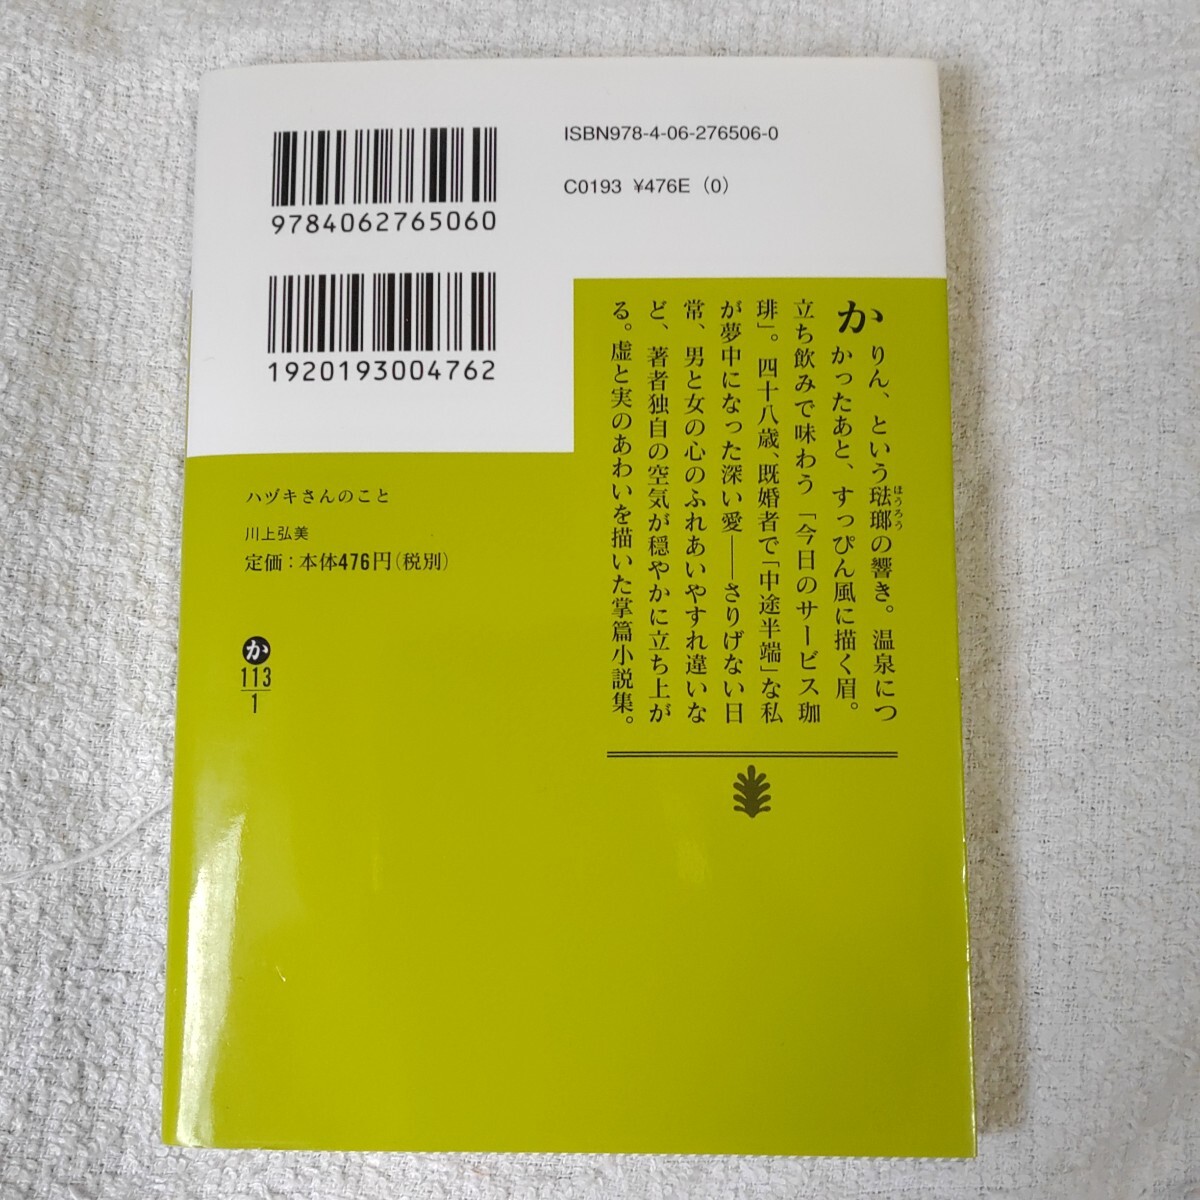 9784062765060
ISBN978-4-06-276506-0
C0193 ¥476E (0)
1920193004762
かりん、という琺瑯の響き。温泉につ
ほうろう
かったあと、すっぴん風に描く眉。
立ち飲みで味わう「今日のサービス珈
琲」。四十八歳、既婚者で「中途半端」な私
が夢中になった深い愛――さりげない日
常、男と女の心のふれあいやすれ違いな
ど、著者独自の空気が穏やかに立ち上が
る。虚と実のあわいを描いた掌篇小説集。
ハヅキさんのこと
川上弘美
定価：本体476円（税別）
か
113
1